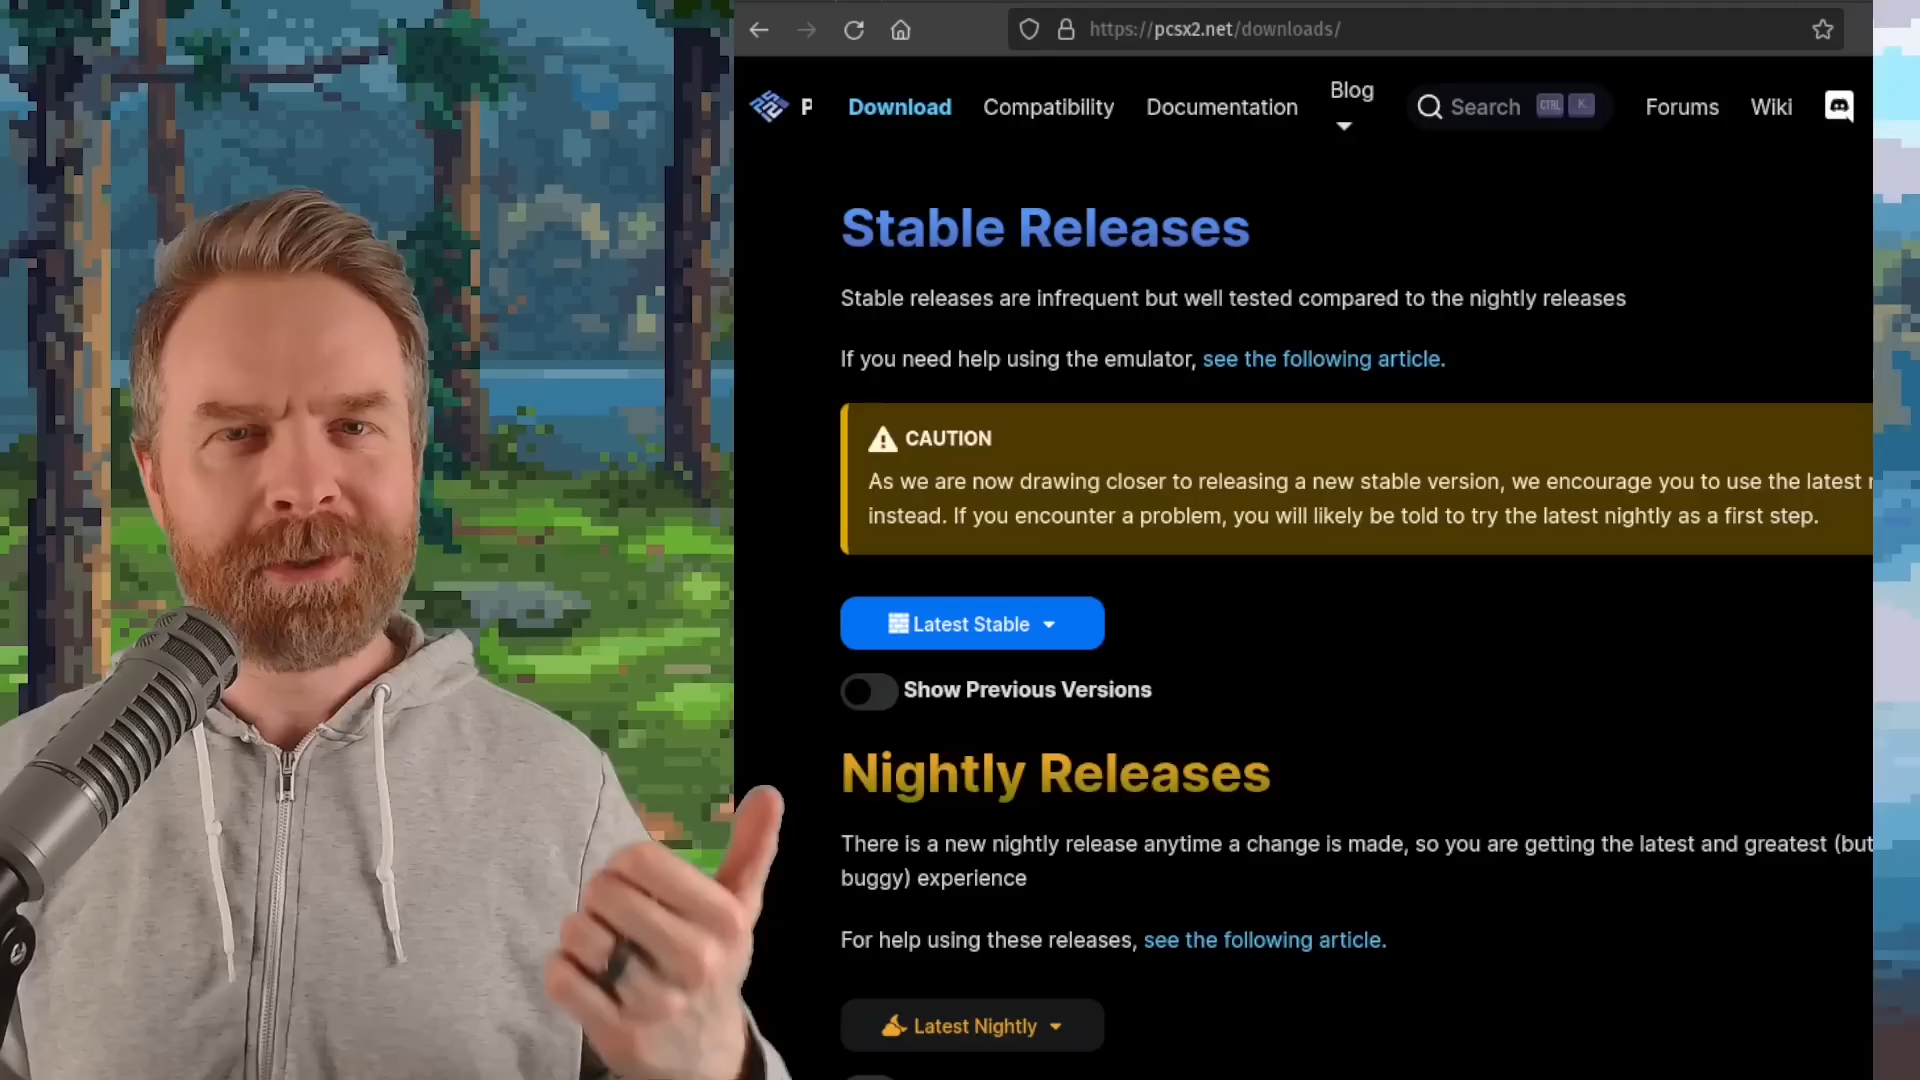 https://pcsx2.net/downloads/
P
Download
Compatibility
Documentation
Blog
Search
CTRL
K
Forums
Wiki
Stable Releases
Stable releases are infrequent but well tested compared to the nightly releases
If you need help using the emulator, see the following article.
CAUTION
As we are now drawing closer to releasing a new stable version, we encourage you to use the latest
instead. If you encounter a problem, you will likely be told to try the latest nightly as a first step.
Latest Stable
Show Previous Versions
Nightly Releases
There is a new nightly release anytime a change is made, so you are getting the latest and greatest (but
buggy) experience
For help using these releases, see the following article.
Latest Nightly